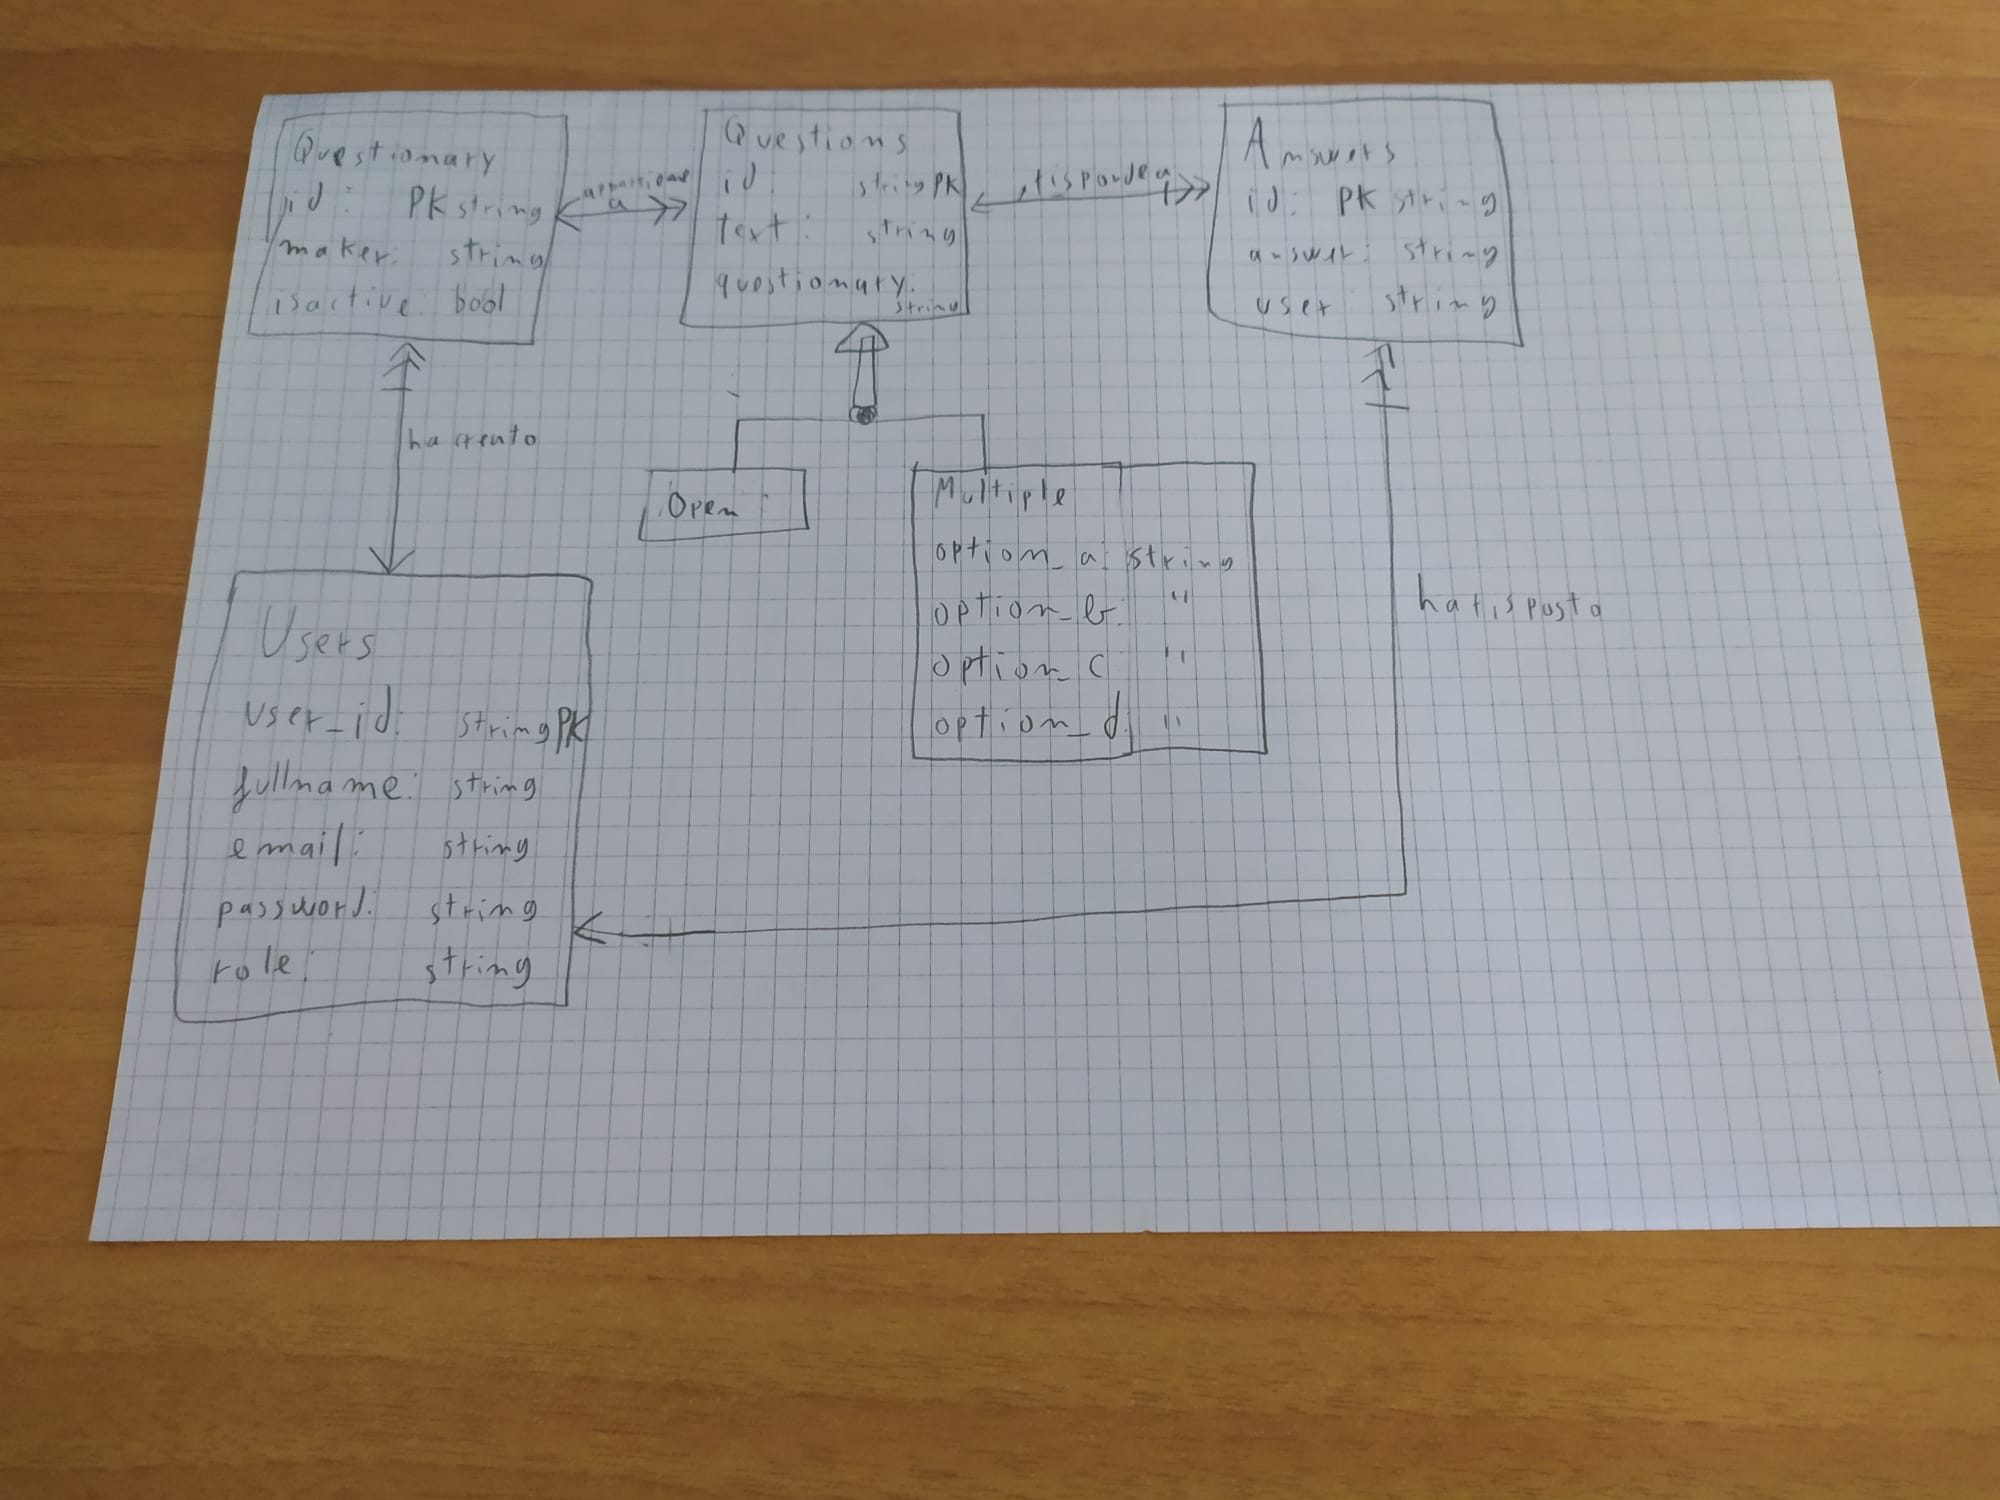 Questionary
id: PK string
maker: string
isactive: bool
appartiene
a
Questions
id: string PK
text: string
questionary:
string
risponde a
Answers
id: PK string
answer: string
user string
ha creato
Open
Multiple
option_a: string
option_b: "
option_c "
option_d: "
ha risposto
Users
user_id: string PK
fullname: string
email: string
password: string
role: string